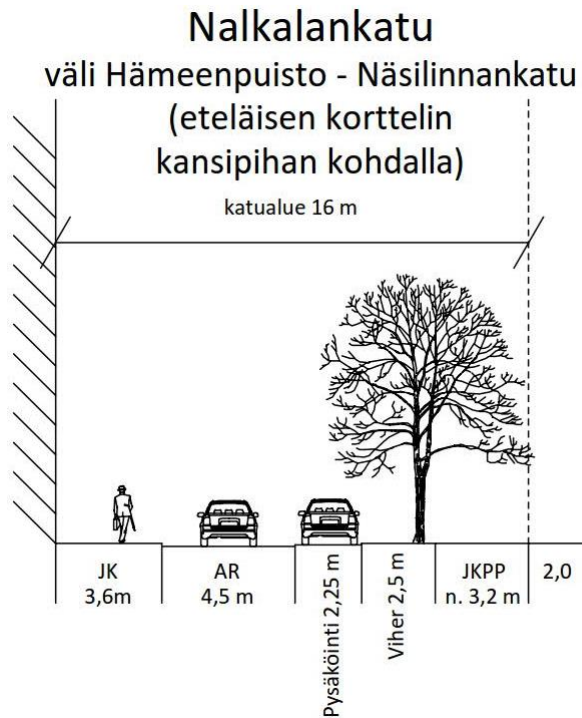 Nalkalankatu
väli Hämeenpuisto - Näsilinnankatu
(eteläisen korttelin
kansipihan kohdalla)
katualue 16 m
JK
3,6m
AR
4,5 m
Pysäköinti 2,25 m
Viher 2,5 m
JKPP
n. 3,2 m
2,0